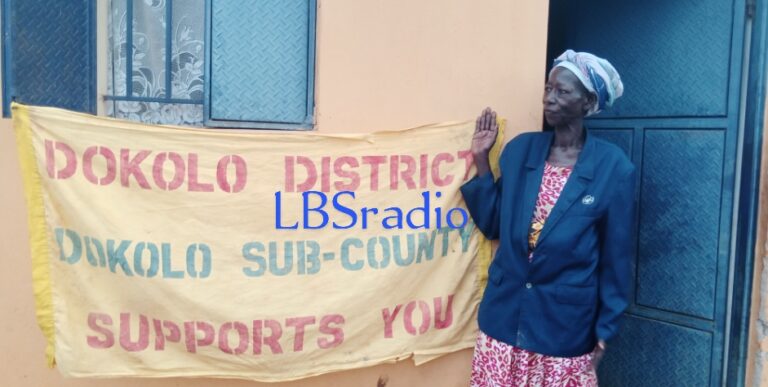 DOKOLO DISTRICT
LBSradio
DOKOLO SUB-COUNTY
SUPPORTS YOU